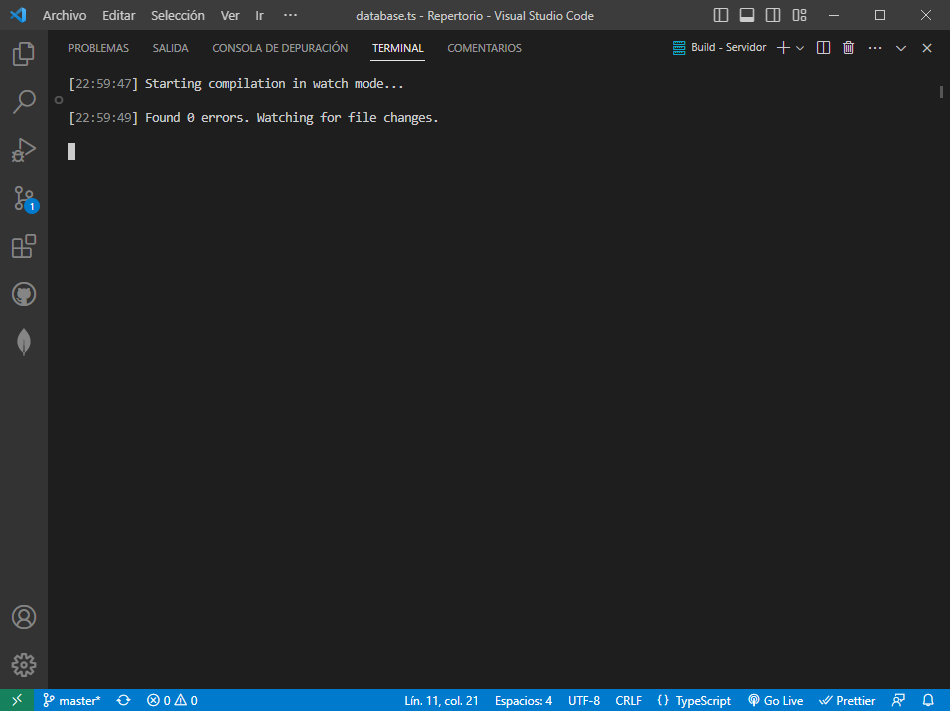 Archivo Editar Selección Ver Ir ··· database.ts - Repertorio - Visual Studio Code
PROBLEMAS SALIDA CONSOLA DE DEPURACIÓN TERMINAL COMENTARIOS Build - Servidor
[22:59:47] Starting compilation in watch mode...
[22:59:49] Found 0 errors. Watching for file changes.
1
master* 0 0 Lín. 11, col. 21 Espacios: 4 UTF-8 CRLF {} TypeScript Go Live Prettier